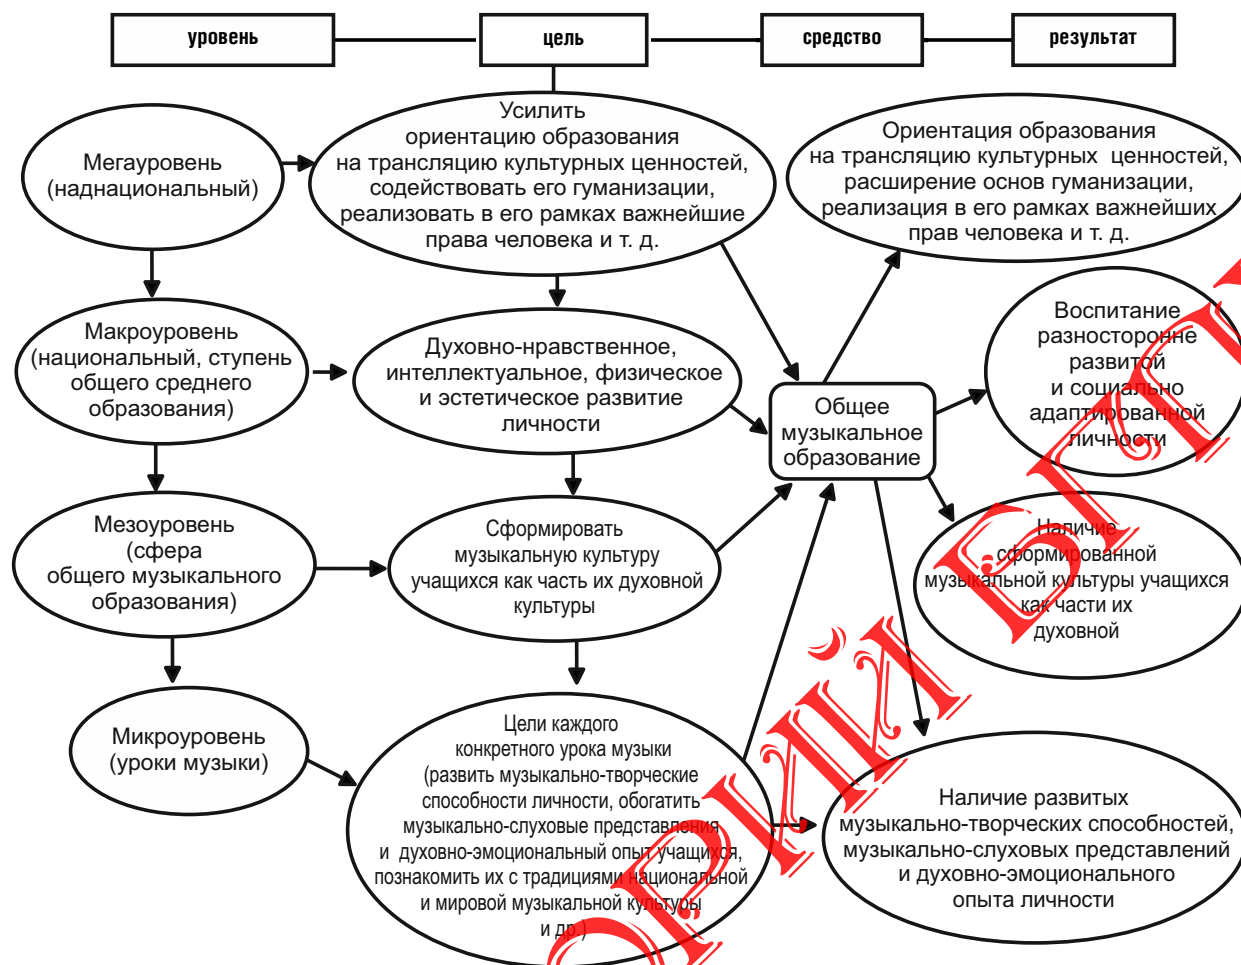 уровень
цель
средство
результат
Мегауровень
(наднациональный)
Усилить
ориентацию образования
на трансляцию культурных ценностей,
содействовать его гуманизации,
реализовать в его рамках важнейшие
права человека и т. д.
Ориентация образования
на трансляцию культурных ценностей,
расширение основ гуманизации,
реализация в его рамках важнейших
прав человека и т. д.
Макроуровень
(национальный, ступень
общего среднего
образования)
Духовно-нравственное,
интеллектуальное, физическое
и эстетическое развитие
личности
Общее
музыкальное
образование
Воспитание
разносторонне
развитой
и социально
адаптированной
личности
Мезоуровень
(сфера
общего музыкального
образования)
Сформировать
музыкальную культуру
учащихся как часть их духовной
культуры
Наличие
сформированной
музыкальной культуры учащихся
как части их
духовной
Микроуровень
(уроки музыки)
Цели каждого
конкретного урока музыки
(развить музыкально-творческие
способности личности, обогатить
музыкально-слуховые представления
и духовно-эмоциональный опыт учащихся,
познакомить их с традициями национальной
и мировой музыкальной культуры
и др.)
Наличие развитых
музыкально-творческих способностей,
музыкально-слуховых представлений
и духовно-эмоционального
опыта личности